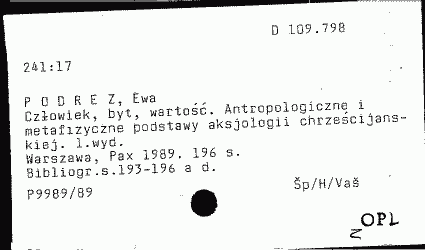 D 109.798
241:17
P O D R E Z, Ewa
Człowiek, byt, wartość. Antropologiczne i
metafizyczne podstawy aksjologii chrześcijans-
kiej. 1.wyd.
Warszawa, Pax 1989. 196 s.
Bibliogr.s.193-196 a d.
P9989/89
Šp/H/Vaš
OPL
N